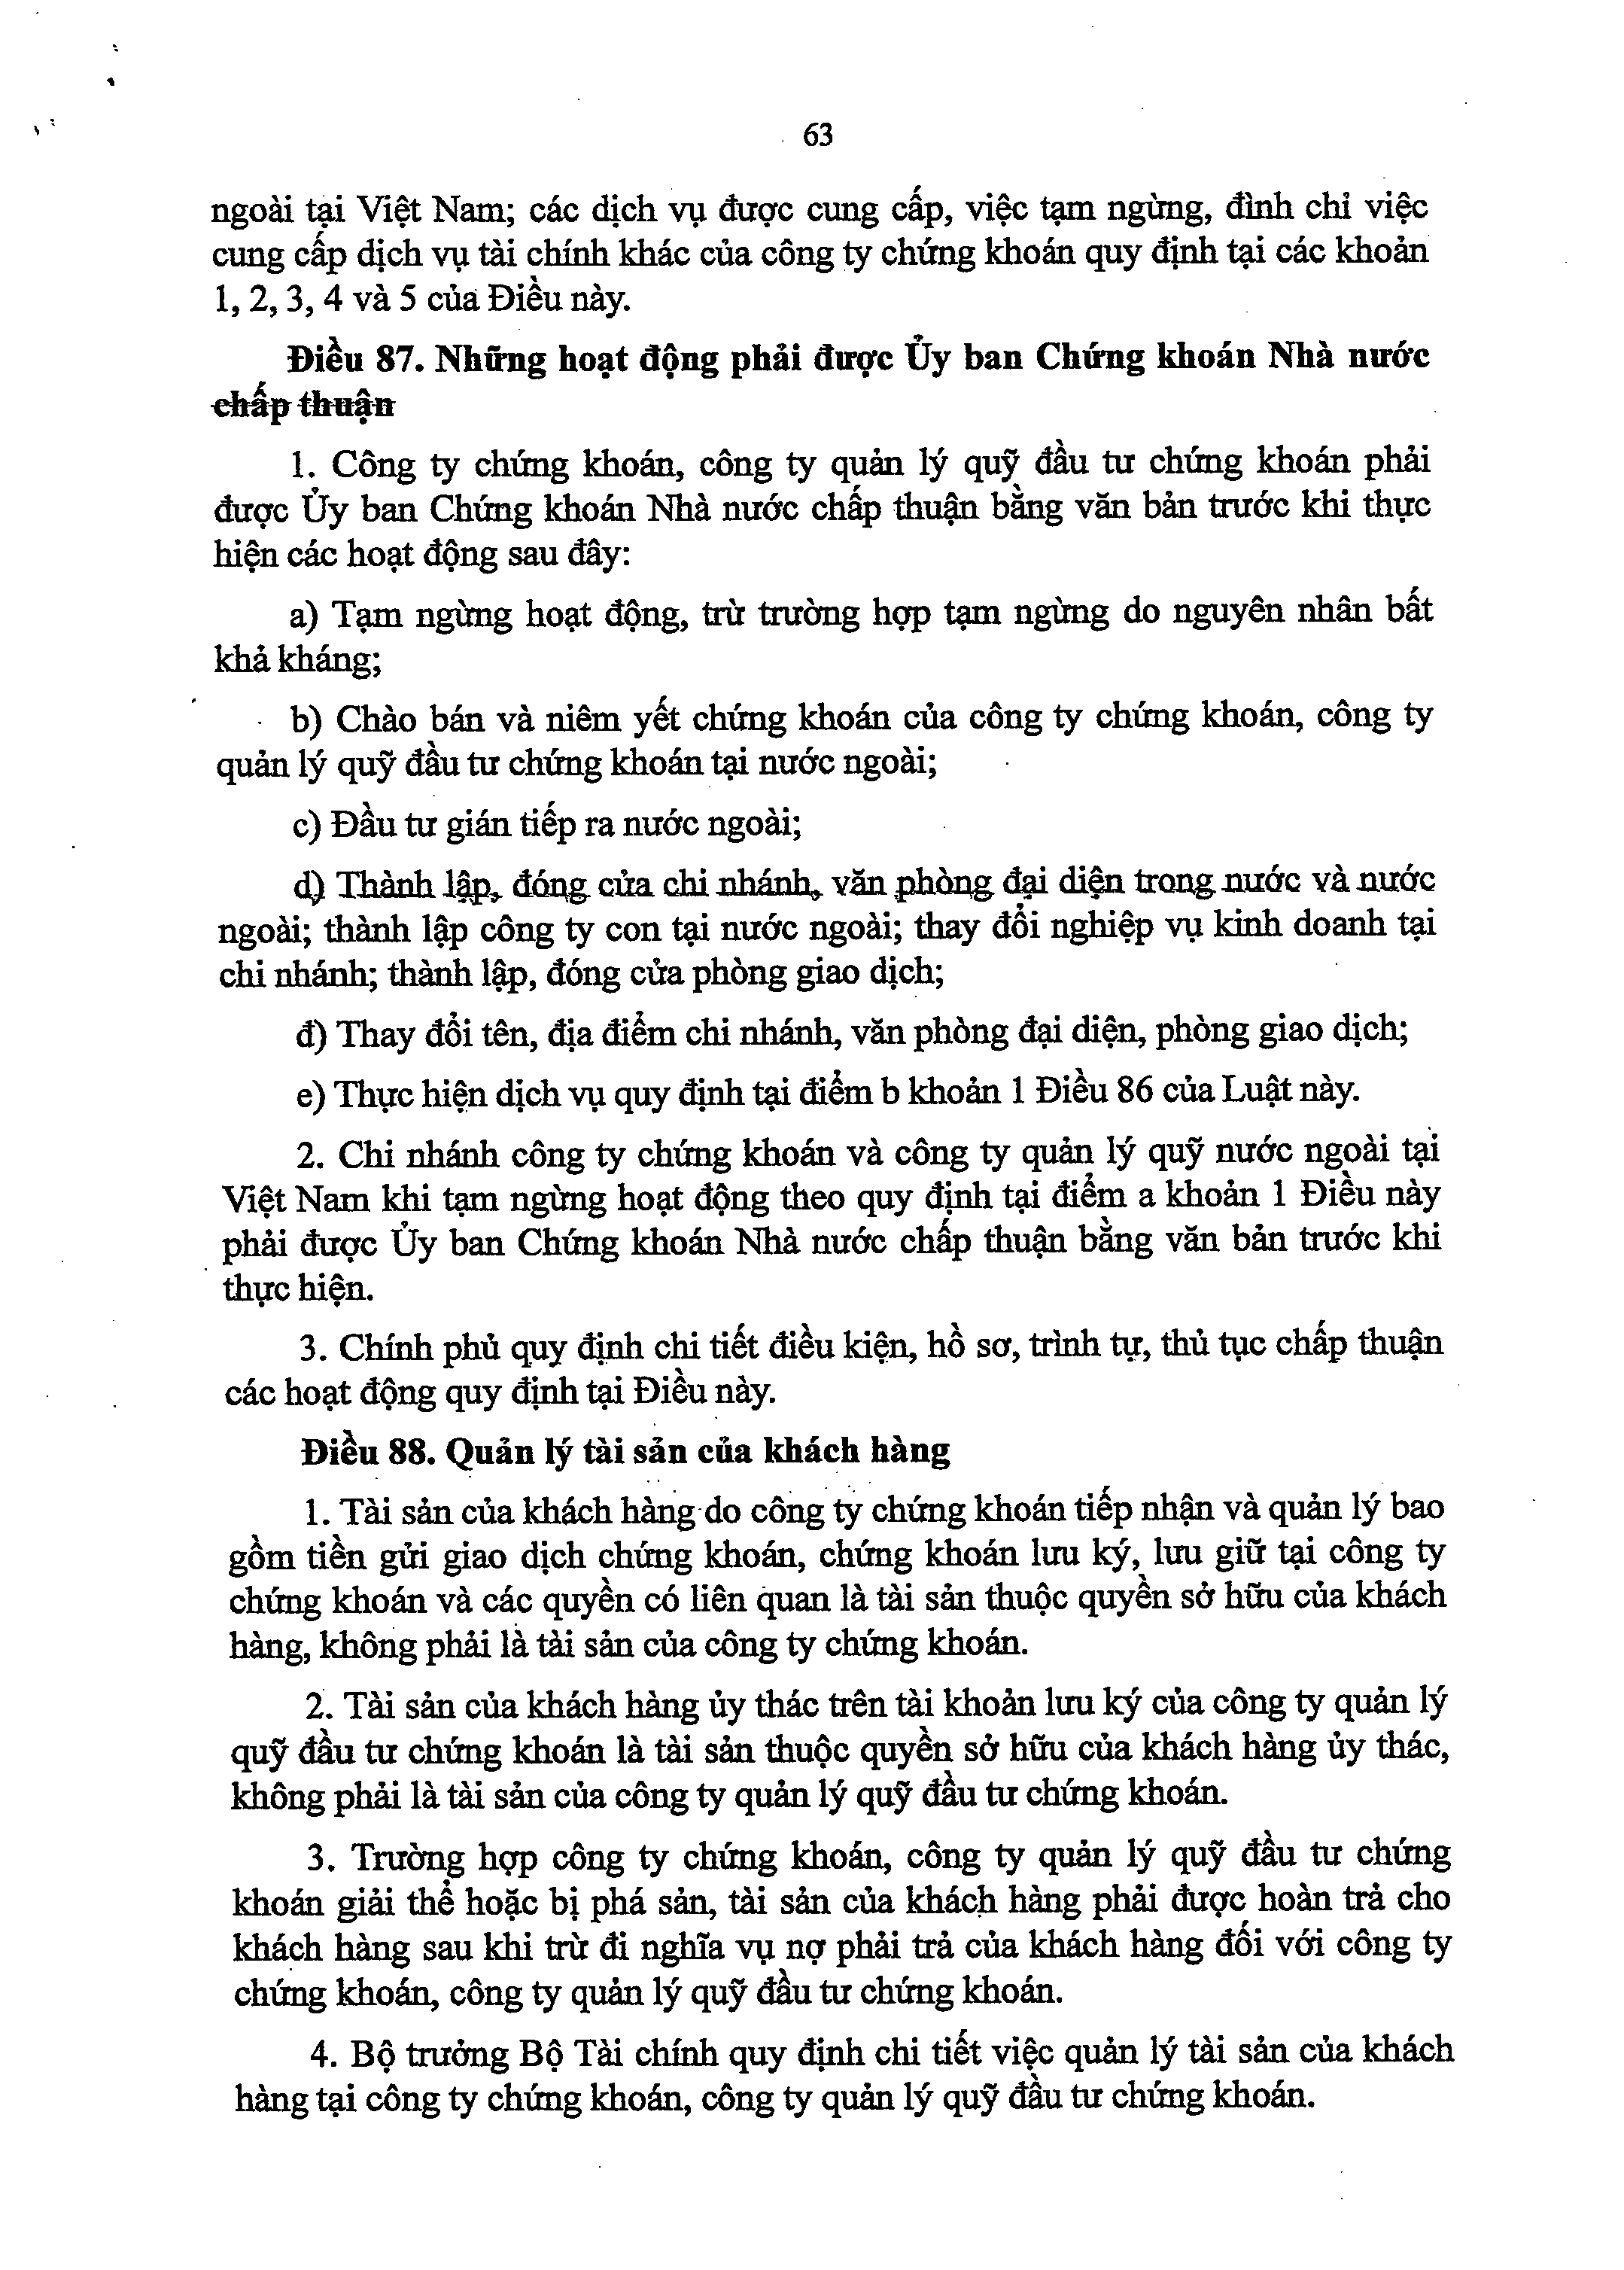 63
ngoài tại Việt Nam; các dịch vụ được cung cấp, việc tạm ngừng, đình chỉ việc
cung cấp dịch vụ tài chính khác của công ty chứng khoán quy định tại các khoản
1, 2, 3, 4 và 5 của Điều này.
Điều 87. Những hoạt động phải được Ủy ban Chứng khoán Nhà nước
chấp thuận
1. Công ty chứng khoán, công ty quản lý quỹ đầu tư chứng khoán phải
được Ủy ban Chứng khoán Nhà nước chấp thuận bằng văn bản trước khi thực
hiện các hoạt động sau đây:
a) Tạm ngừng hoạt động, trừ trường hợp tạm ngừng do nguyên nhân bất
khả kháng;
b) Chào bán và niêm yết chứng khoán của công ty chứng khoán, công ty
quản lý quỹ đầu tư chứng khoán tại nước ngoài;
c) Đầu tư gián tiếp ra nước ngoài;
d) Thành lập, đóng cửa chi nhánh, văn phòng đại diện trong nước và nước
ngoài; thành lập công ty con tại nước ngoài; thay đổi nghiệp vụ kinh doanh tại
chi nhánh; thành lập, đóng cửa phòng giao dịch;
đ) Thay đổi tên, địa điểm chi nhánh, văn phòng đại diện, phòng giao dịch;
e) Thực hiện dịch vụ quy định tại điểm b khoản 1 Điều 86 của Luật này.
2. Chi nhánh công ty chứng khoán và công ty quản lý quỹ nước ngoài tại
Việt Nam khi tạm ngừng hoạt động theo quy định tại điểm a khoản 1 Điều này
phải được Ủy ban Chứng khoán Nhà nước chấp thuận bằng văn bản trước khi
thực hiện.
3. Chính phủ quy định chi tiết điều kiện, hồ sơ, trình tự, thủ tục chấp thuận
các hoạt động quy định tại Điều này.
Điều 88. Quản lý tài sản của khách hàng
1. Tài sản của khách hàng do công ty chứng khoán tiếp nhận và quản lý bao
gồm tiền gửi giao dịch chứng khoán, chứng khoán lưu ký, lưu giữ tại công ty
chứng khoán và các quyền có liên quan là tài sản thuộc quyền sở hữu của khách
hàng, không phải là tài sản của công ty chứng khoán.
2. Tài sản của khách hàng ủy thác trên tài khoản lưu ký của công ty quản lý
quỹ đầu tư chứng khoán là tài sản thuộc quyền sở hữu của khách hàng ủy thác,
không phải là tài sản của công ty quản lý quỹ đầu tư chứng khoán.
3. Trường hợp công ty chứng khoán, công ty quản lý quỹ đầu tư chứng
khoán giải thể hoặc bị phá sản, tài sản của khách hàng phải được hoàn trả cho
khách hàng sau khi trừ đi nghĩa vụ nợ phải trả của khách hàng đối với công ty
chứng khoán, công ty quản lý quỹ đầu tư chứng khoán.
4. Bộ trưởng Bộ Tài chính quy định chi tiết việc quản lý tài sản của khách
hàng tại công ty chứng khoán, công ty quản lý quỹ đầu tư chứng khoán.